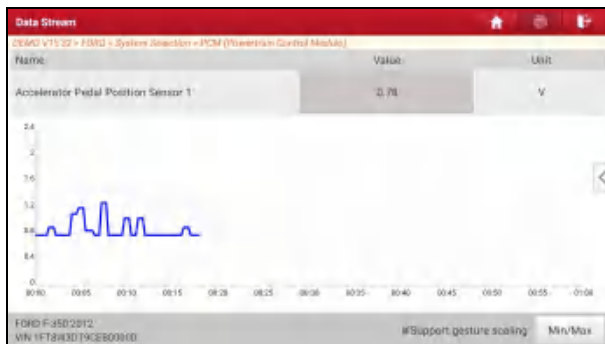 Data Stream
DEMO V15.22 > FORD > System Selection > PCM (Powertrain Control Module)
Name Value Unit
Accelerator Pedal Position Sensor 1 0.78 V
2.4
2
1.6
1.2
0.8
0.4
0
00:00 00:05 00:10 00:15 00:20 00:25 00:30 00:35 00:40 00:45 00:50 00:55 01:00
FORD F-350 2012
VIN
#Support gesture scaling Min/Max